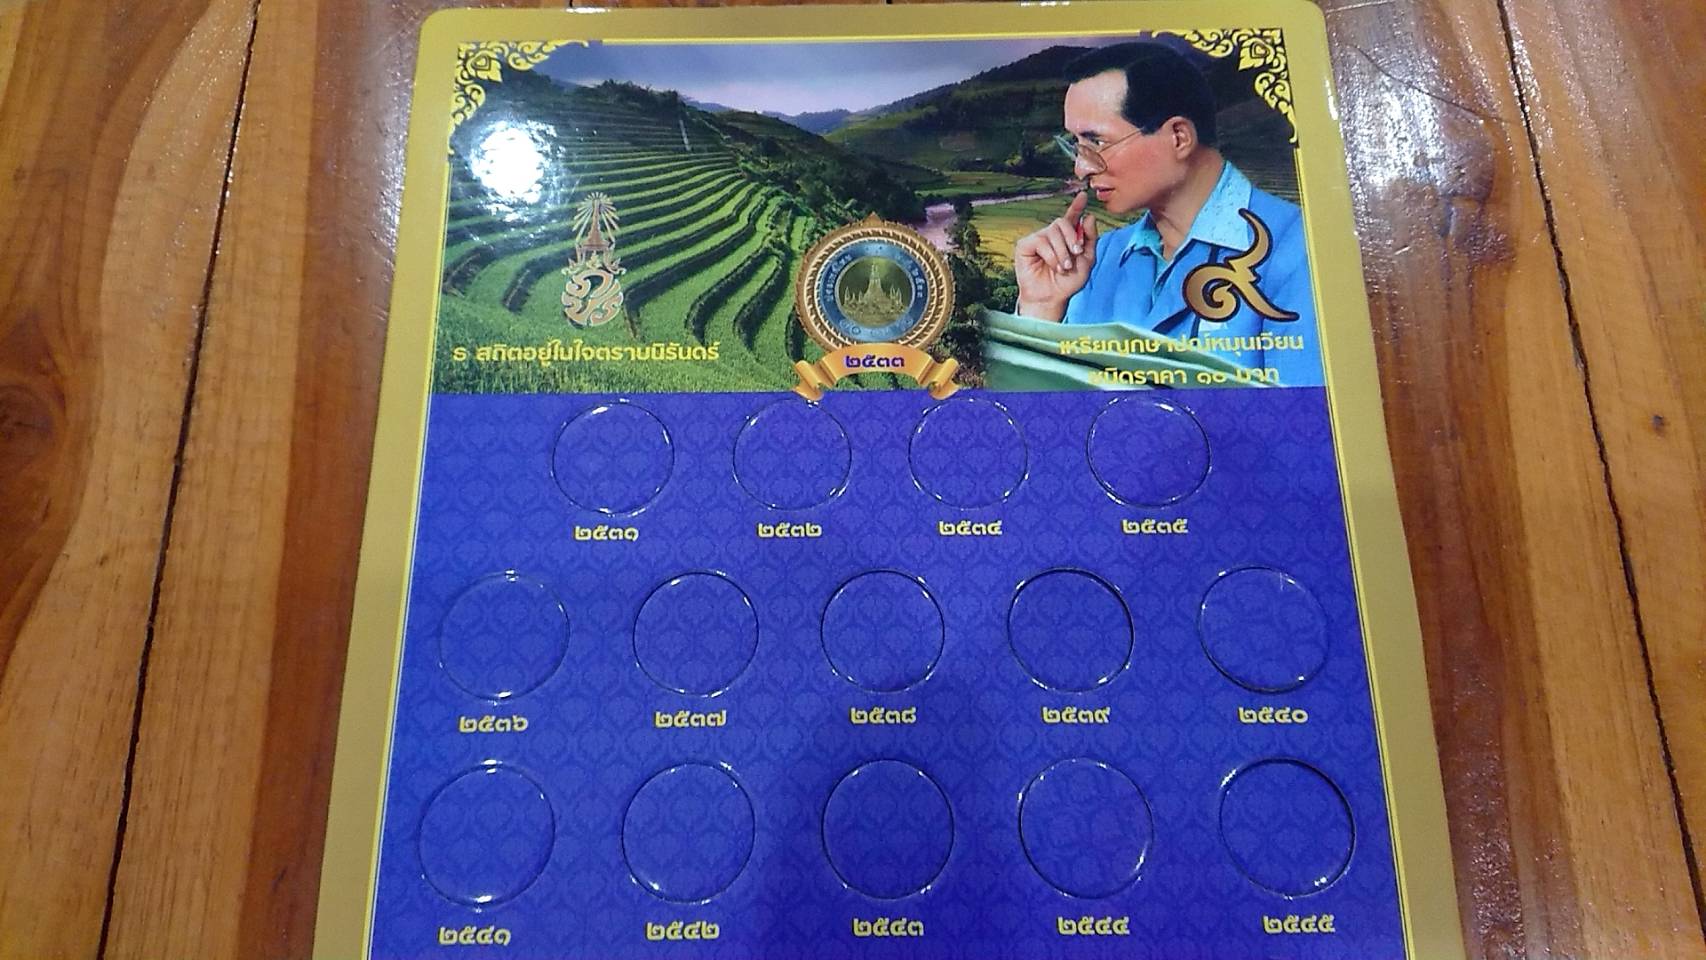 ๙
ธ สถิตอยู่ในใจตราบนิรันดร์
เหรียญกษาปณ์หมุนเวียน
ชนิดราคา ๑๐ บาท
๒๕๓๓
๒๕๓๑ ๒๕๓๒ ๒๕๓๔ ๒๕๓๕
๒๕๓๖ ๒๕๓๗ ๒๕๓๘ ๒๕๓๙ ๒๕๔๐
๒๕๔๑ ๒๕๔๒ ๒๕๔๓ ๒๕๔๔ ๒๕๔๕